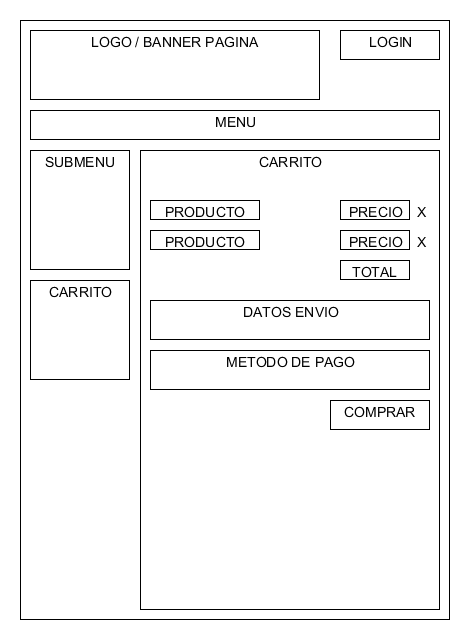 LOGO / BANNER PAGINA
LOGIN
MENU
SUBMENU
CARRITO
CARRITO
PRODUCTO PRECIO X
PRODUCTO PRECIO X
TOTAL
DATOS ENVIO
METODO DE PAGO
COMPRAR